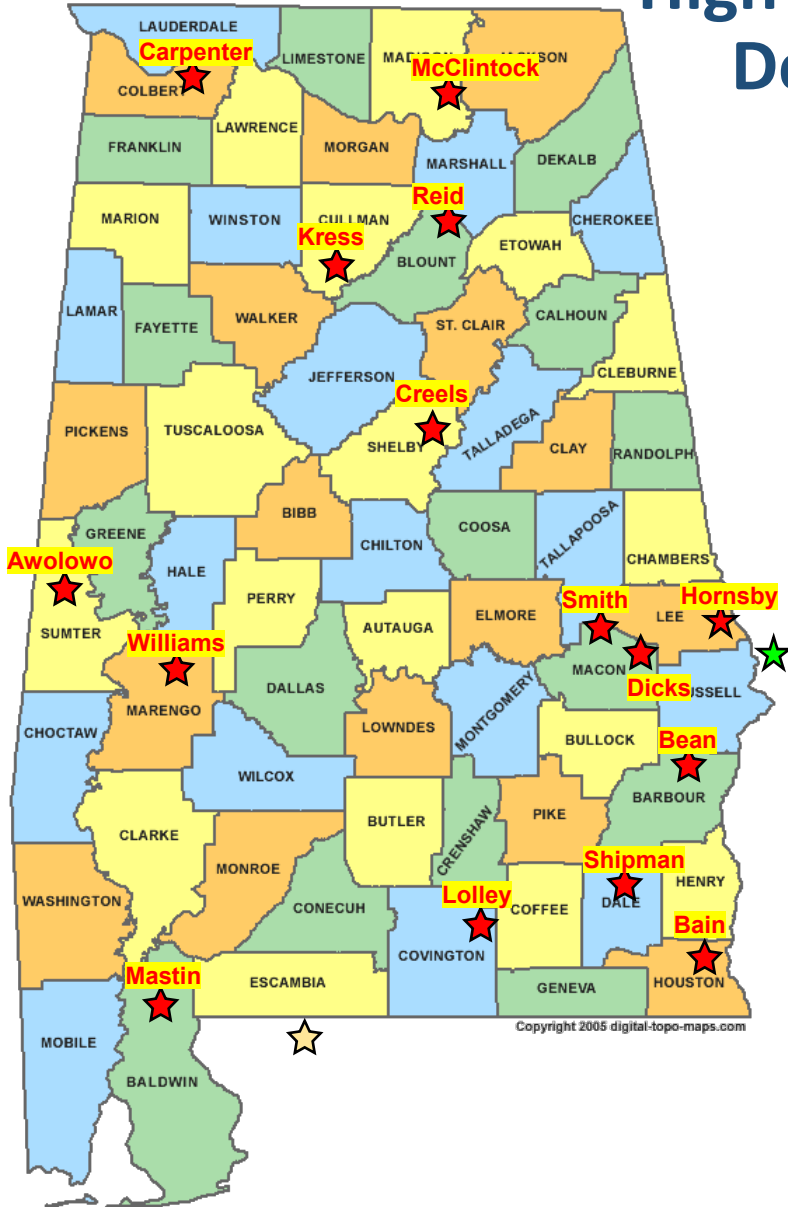 High
De
LAUDERDALE
Carpenter
LIMESTONE
MADISON
JACKSON
McClintock
COLBERT
LAWRENCE
FRANKLIN
MORGAN
MARSHALL
DEKALB
Reid
MARION
WINSTON
CULLMAN
CHEROKEE
Kress
ETOWAH
BLOUNT
LAMAR
FAYETTE
WALKER
ST. CLAIR
CALHOUN
JEFFERSON
CLEBURNE
Creels
PICKENS
TUSCALOOSA
SHELBY
TALLADEGA
CLAY
RANDOLPH
BIBB
GREENE
COOSA
TALLAPOOSA
CHILTON
Awolowo
HALE
CHAMBERS
PERRY
Smith
Hornsby
SUMTER
AUTAUGA
ELMORE
LEE
Williams
MACON
DALLAS
Dicks
USSELL
MARENGO
CHOCTAW
LOWNDES
MONTGOMERY
BULLOCK
Bean
WILCOX
BARBOUR
CLARKE
BUTLER
CRENSHAW
PIKE
MONROE
Shipman
WASHINGTON
CONECUH
Lolley
COFFEE
DALE
HENRY
Bain
COVINGTON
Mastin
ESCAMBIA
GENEVA
HOUSTON
Copyright 2005 digital-topo-maps.com
MOBILE
BALDWIN